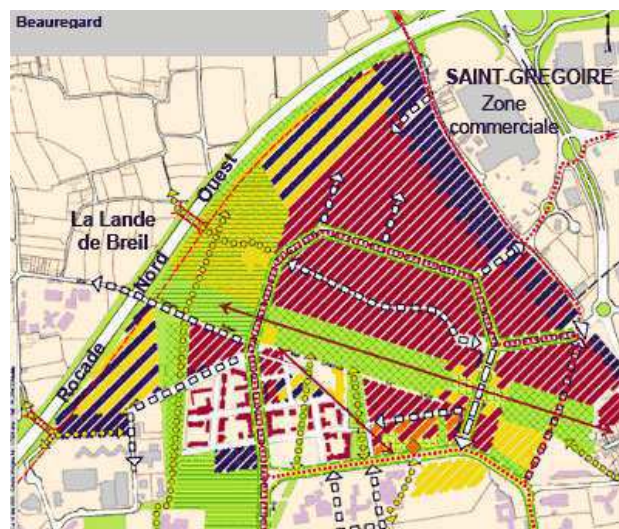 Beauregard
SAINT-GREGOIRE
Zone
commerciale
La Lande
de Breil
Rocade Nord Ouest